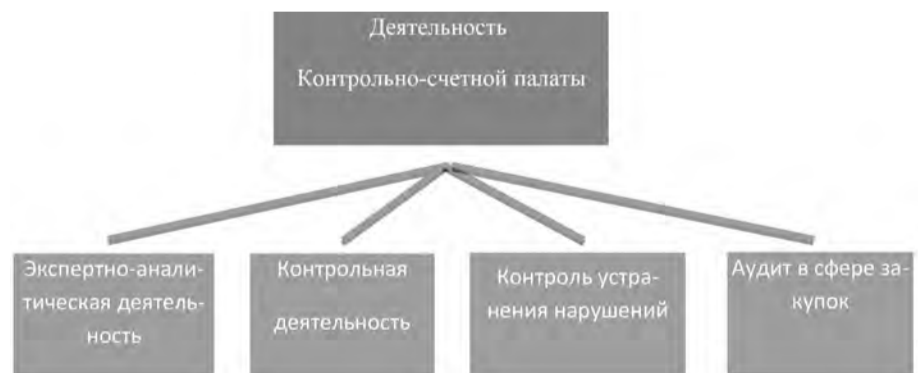 Деятельность
Контрольно-счетной палаты
Экспертно-анали-
тическая деятель-
ность
Контрольная
деятельность
Контроль устра-
нения нарушений
Аудит в сфере за-
купок